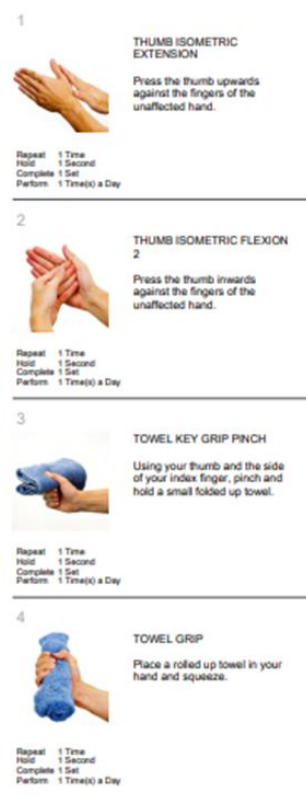 1
THUMB ISOMETRIC
EXTENSION
Press the thumb upwards
against the fingers of the
unaffected hand.
Repeat 1 Time
Hold 1 Second
Complete 1 Set
Perform 1 Time(s) a Day
2
THUMB ISOMETRIC FLEXION
2
Press the thumb inwards
against the fingers of the
unaffected hand.
Repeat 1 Time
Hold 1 Second
Complete 1 Set
Perform 1 Time(s) a Day
3
TOWEL KEY GRIP PINCH
Using your thumb and the side
of your index finger, pinch and
hold a small folded up towel.
Repeat 1 Time
Hold 1 Second
Complete 1 Set
Perform 1 Time(s) a Day
4
TOWEL GRIP
Place a rolled up towel in your
hand and squeeze.
Repeat 1 Time
Hold 1 Second
Complete 1 Set
Perform 1 Time(s) a Day